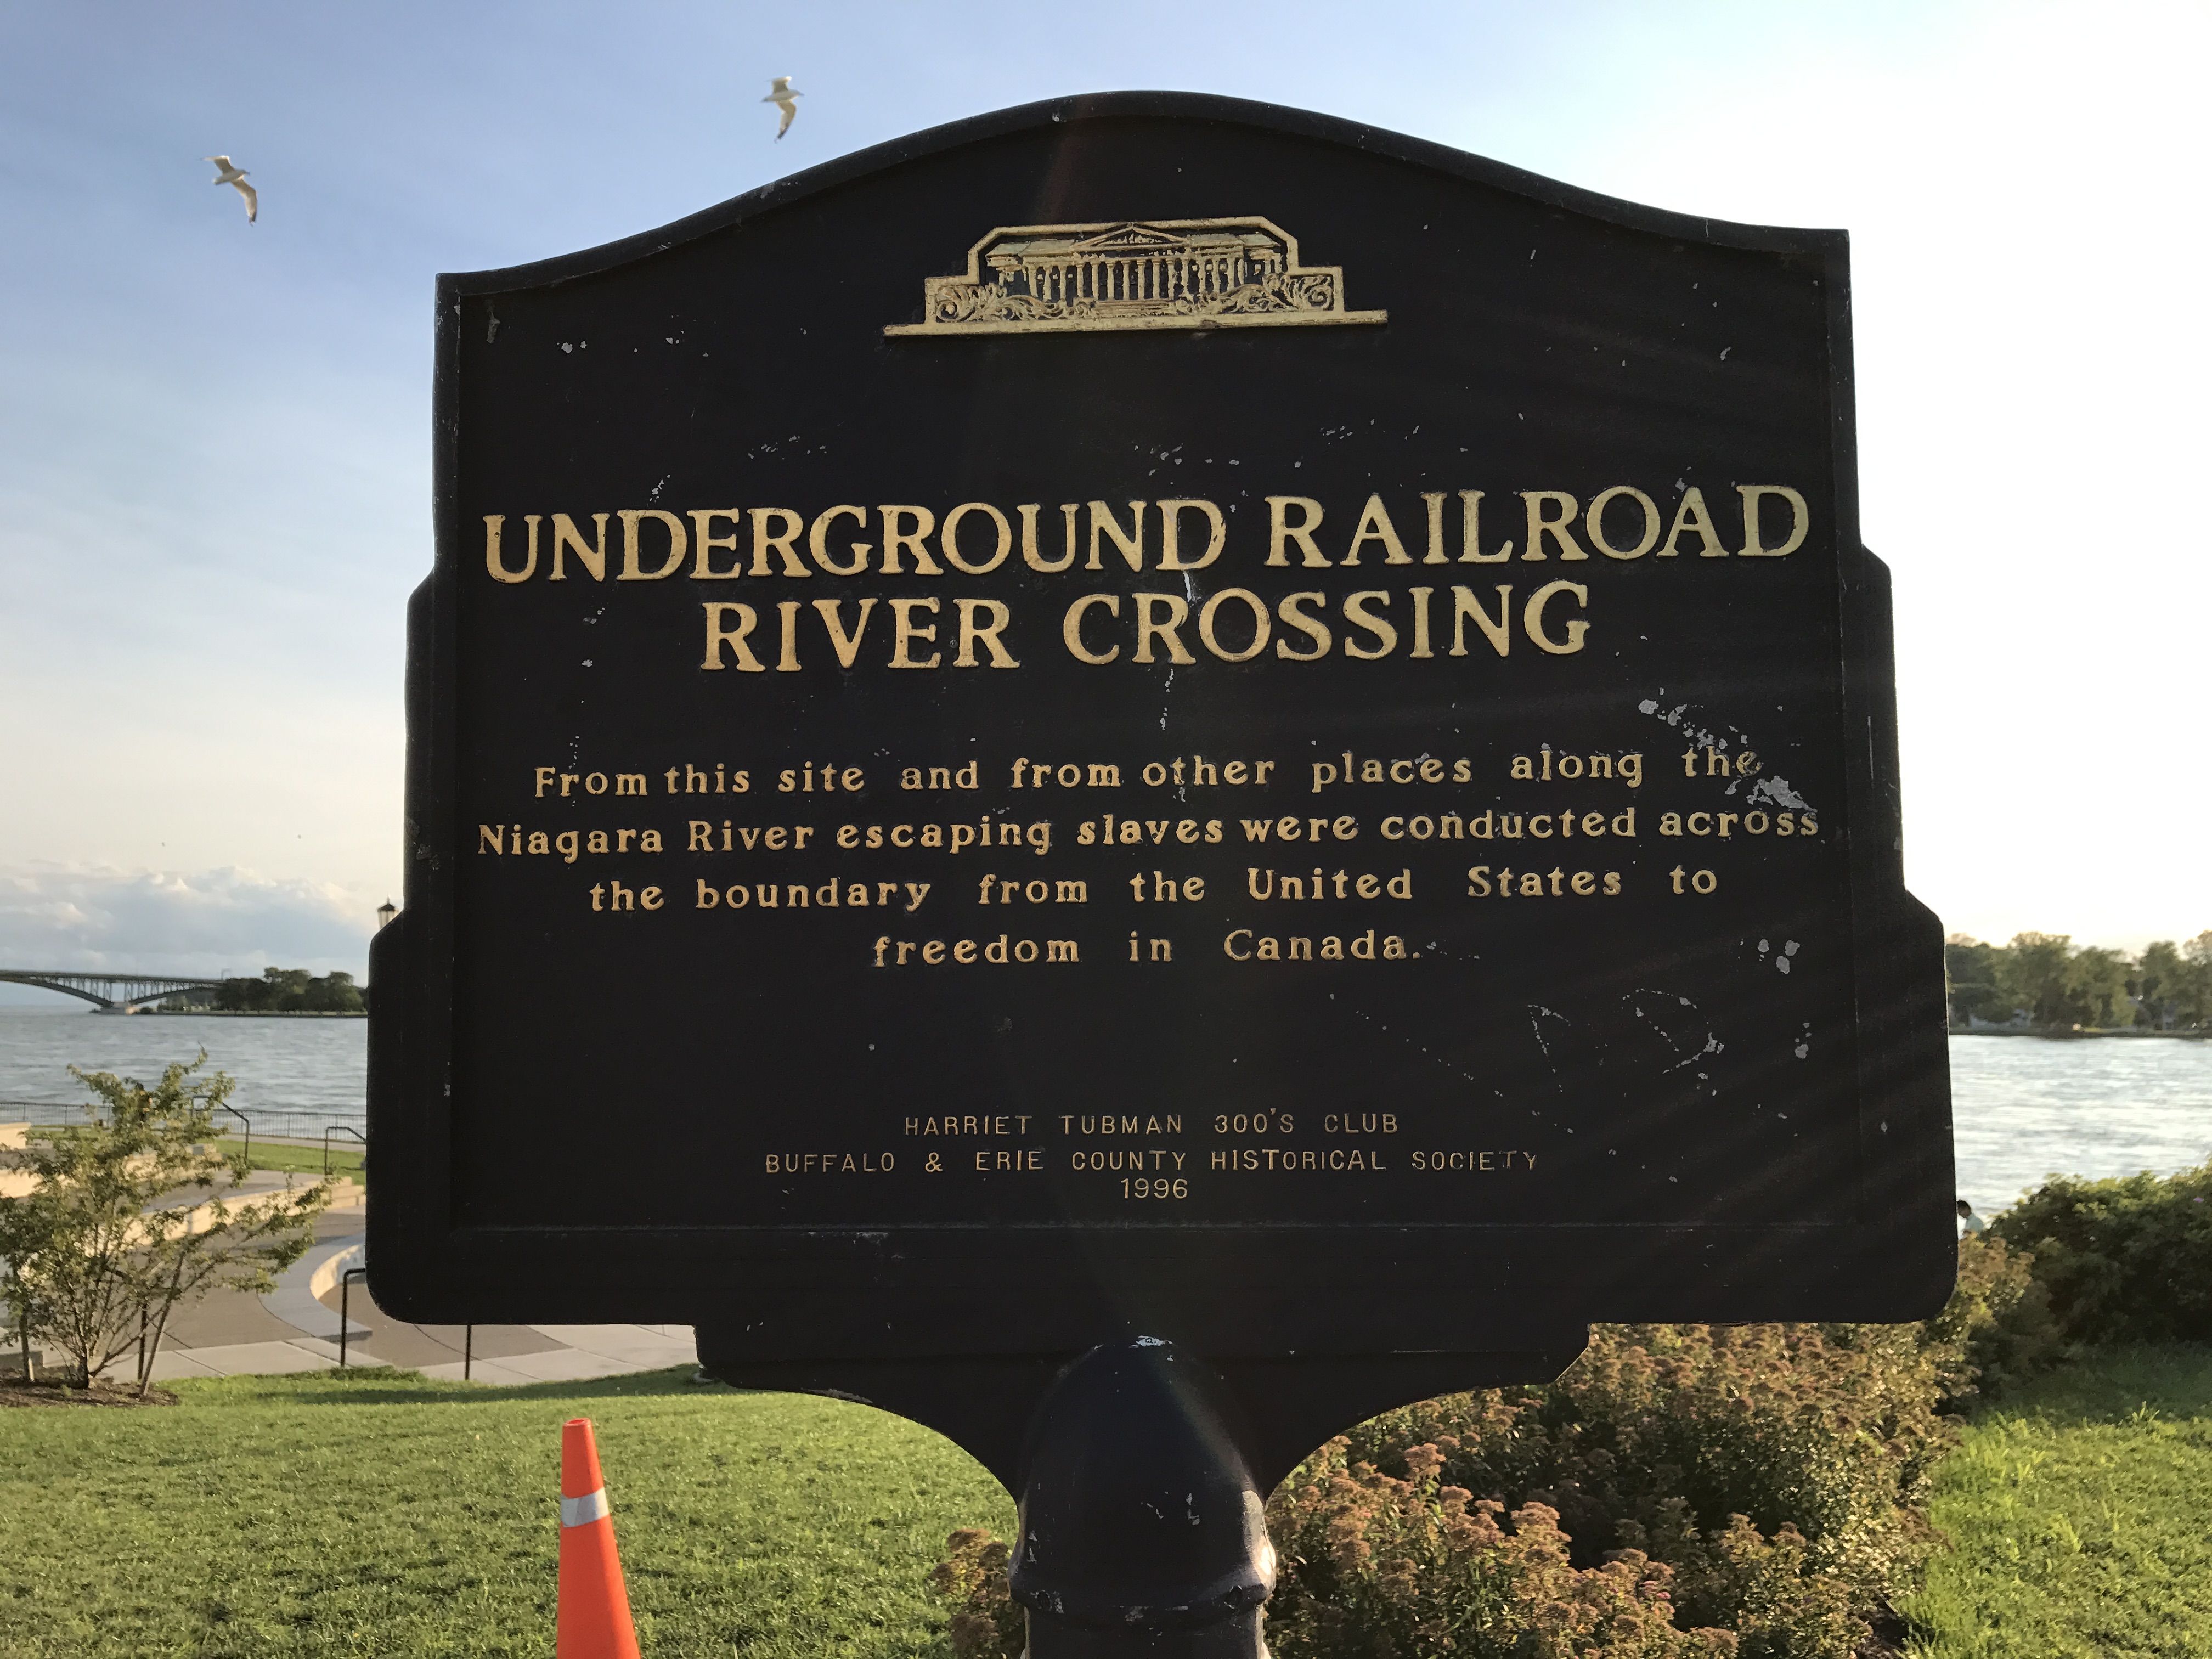 UNDERGROUND RAILROAD
RIVER CROSSING
From this site and from other places along the
Niagara River escaping slaves were conducted across
the boundary from the United States to
freedom in Canada.
HARRIET TUBMAN 300'S CLUB
BUFFALO & ERIE COUNTY HISTORICAL SOCIETY
1996